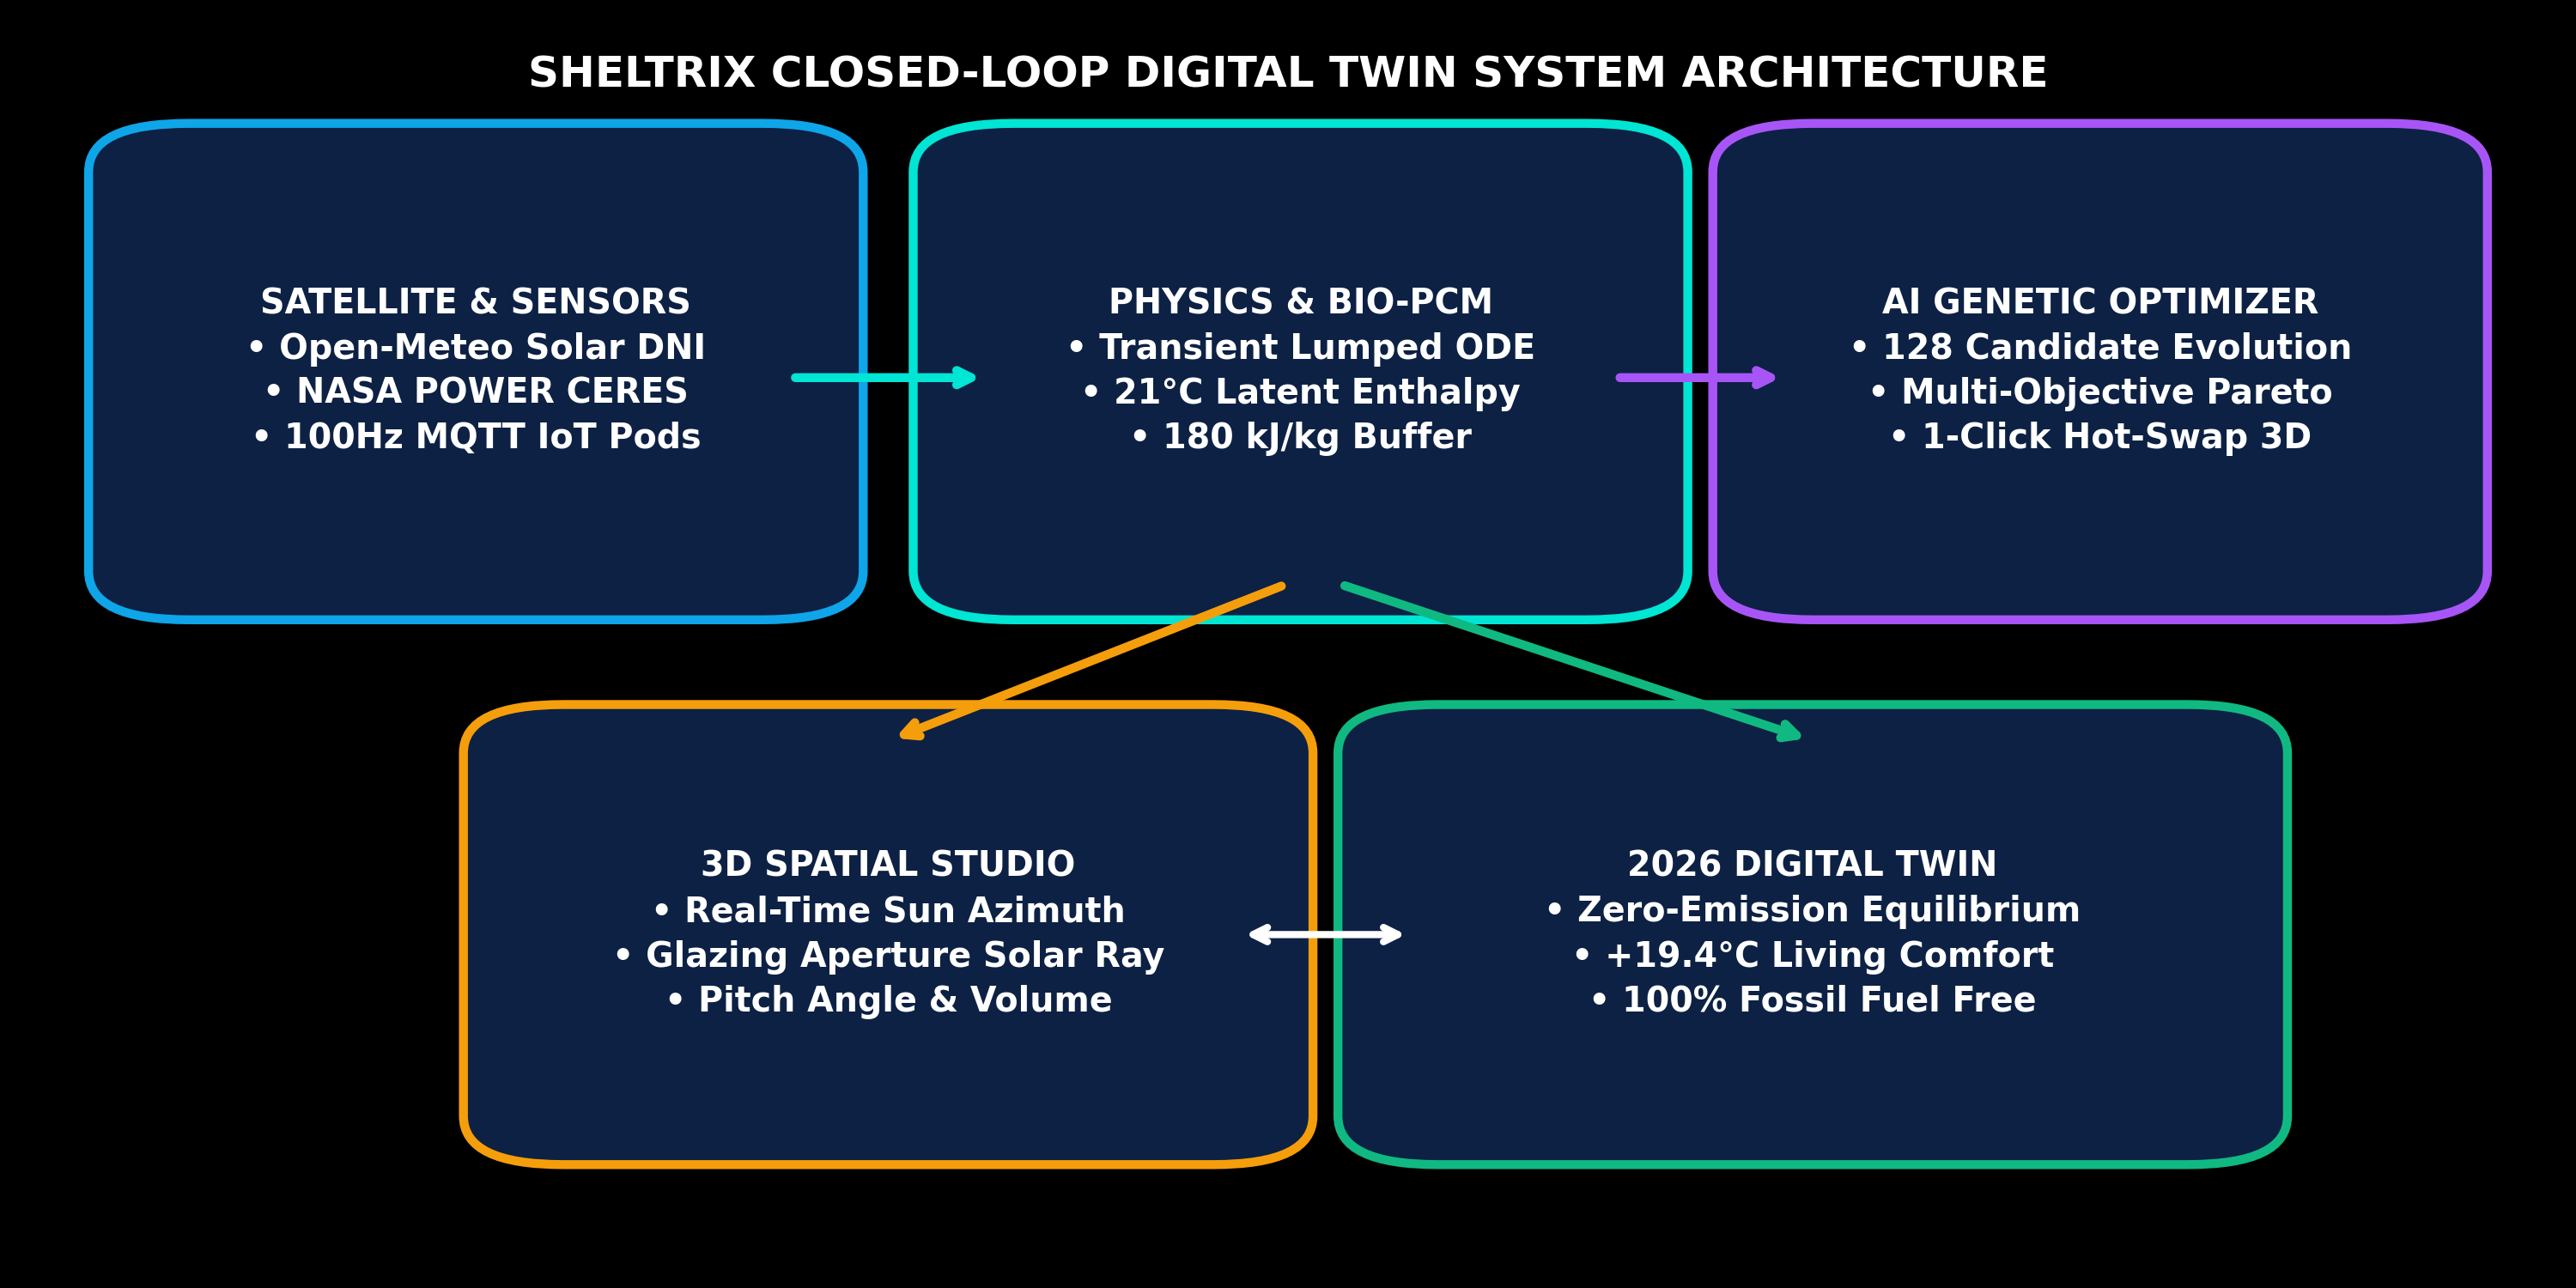 SHELTRIX CLOSED-LOOP DIGITAL TWIN SYSTEM ARCHITECTURE
SATELLITE & SENSORS
• Open-Meteo Solar DNI
• NASA POWER CERES
• 100Hz MQTT IoT Pods
PHYSICS & BIO-PCM
• Transient Lumped ODE
• 21°C Latent Enthalpy
• 180 kJ/kg Buffer
AI GENETIC OPTIMIZER
• 128 Candidate Evolution
• Multi-Objective Pareto
• 1-Click Hot-Swap 3D
3D SPATIAL STUDIO
• Real-Time Sun Azimuth
• Glazing Aperture Solar Ray
• Pitch Angle & Volume
2026 DIGITAL TWIN
• Zero-Emission Equilibrium
• +19.4°C Living Comfort
• 100% Fossil Fuel Free